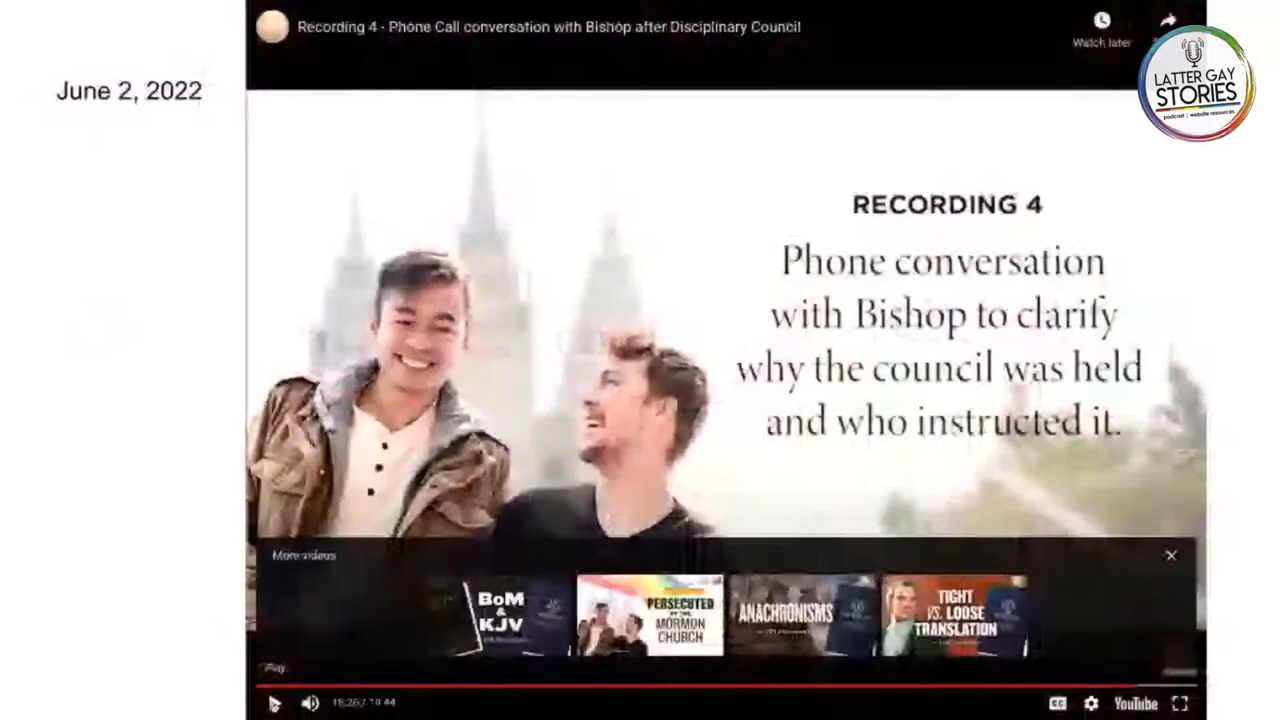 Recording 4 - Phone Call conversation with Bishop after Disciplinary Council
Watch later
LATTER GAY
STORIES
podcast | website resources
June 2, 2022
RECORDING 4
Phone conversation
with Bishop to clarify
why the council was held
and who instructed it.
More videos
BoM
&
KJV
PERSECUTED
BY THE
MORMON
CHURCH
ANACHRONISMS
TIGHT
VS. LOOSE
TRANSLATION
Play
YouTube